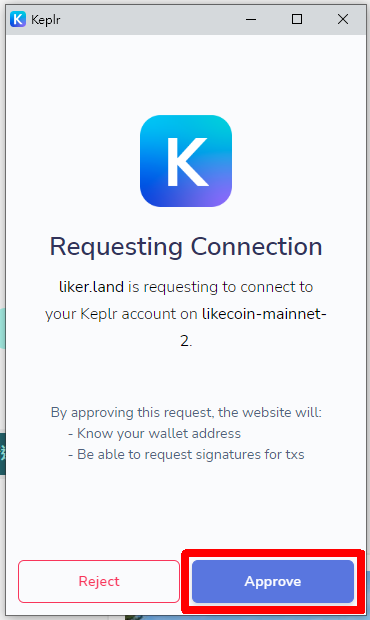 Keplr
Requesting Connection
liker.land is requesting to connect to
your Keplr account on likecoin-mainnet-
2.
By approving this request, the website will:
- Know your wallet address
- Be able to request signatures for txs
Reject
Approve